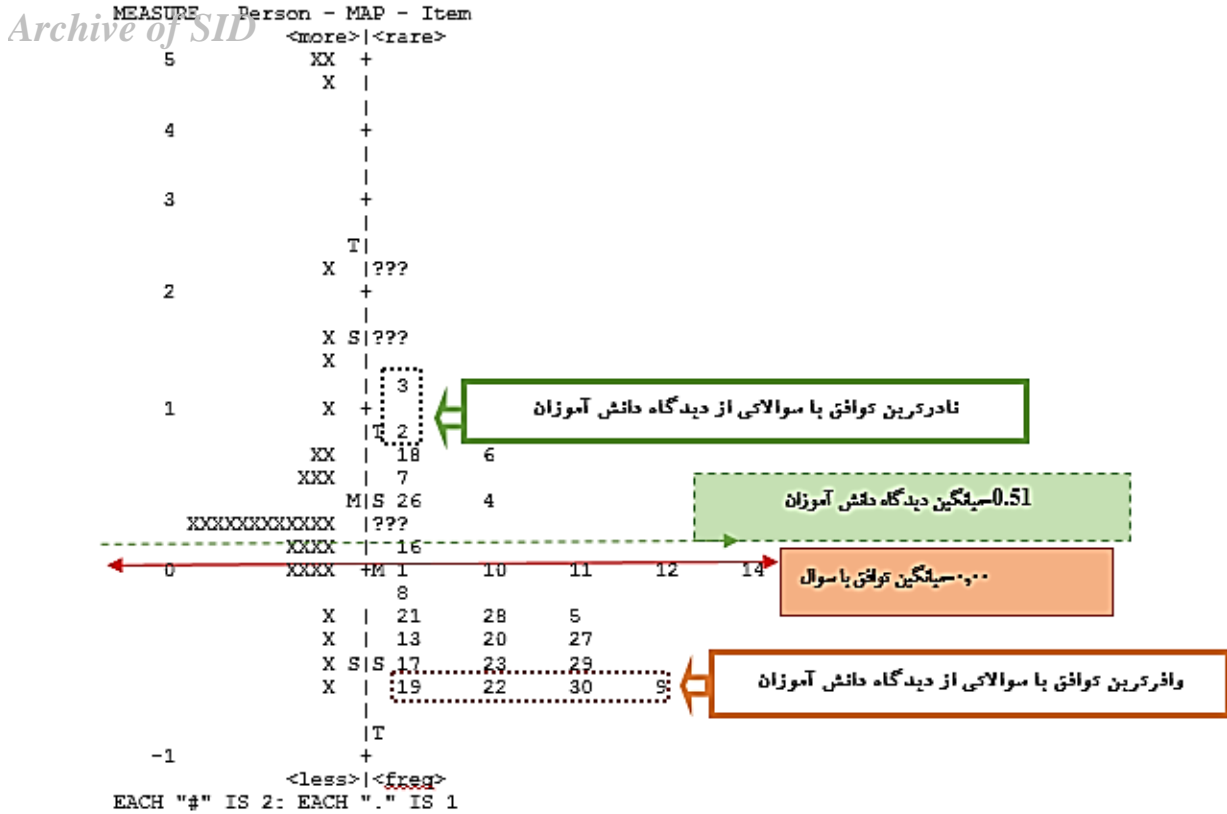 MEASURE Person - MAP - Item
Archive of SID
<more>|<rare>
5 XX +
X |
|
4 +
|
|
3 +
|
T|
X |???
2 +
|
X S|???
X |
| 3
نادرترین توافق با سوالاتی از دیدگاه دانش آموزان
1 X +
|T 2
XX | 18 6
XXX | 7
M|S 26 4
0.51=میانگین دیدگاه دانش آموزان
XXXXXXXXXXXX |???
XXXX | 16
0 XXXX +M 1 10 11 12 14
۰,۰۰=میانگین توافق با سوال
8
X | 21 28 5
X | 13 20 27
X S|S 17 23 29
X | 19 22 30 9
وافرترین توافق با سوالاتی از دیدگاه دانش آموزان
|
|T
-1 +
<less>|<freq>
EACH "#" IS 2: EACH "." IS 1